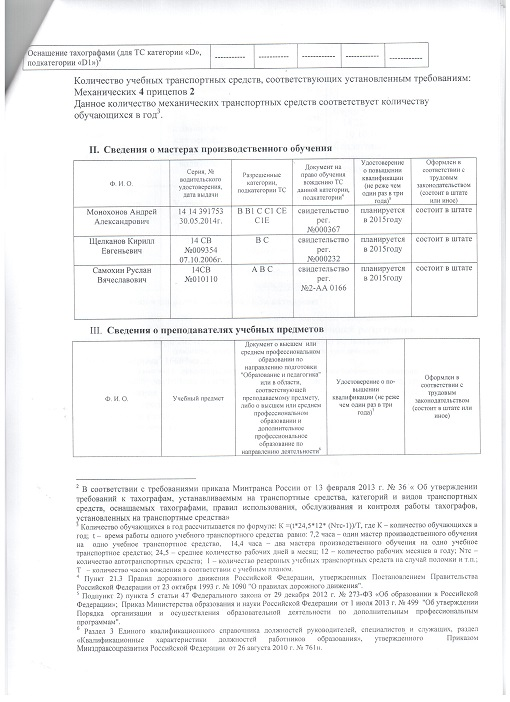 Оснащение тахографами (для ТС категории «D», подкатегории «D1»)2 ----------- ----------- ----------- ----------- -----------
Количество учебных транспортных средств, соответствующих установленным требованиям:
Механических 4 прицепов 2
Данное количество механических транспортных средств соответствует количеству
обучающихся в год3.
II. Сведения о мастерах производственного обучения
Ф. И. О.
Серия, №
водительского
удостоверения,
дата выдачи
Разрешенные
категории,
подкатегории ТС
Документ на
право обучения
вождению ТС
данной категории,
подкатегории4
Удостоверение
о повышении
квалификации
(не реже чем
один раз в три
года)5
Оформлен в
соответствии с
трудовым
законодательством
(состоит в штате
или иное)
Монохонов Андрей
Александрович
14 14 391753
30.05.2014г.
В В1 С С1 СЕ
С1Е
свидетельство
рег.
№000367
планируется
в 2015году
состоит в штате
Щелканов Кирилл
Евгеньевич
14 СВ
№009354
07.10.2006г.
В С
свидетельство
рег.
№000232
планируется
в 2015году
состоит в штате
Самохин Руслан
Вячеславович
14СВ
№010110
А В С
свидетельство
рег.
№2-АА 0166
планируется
в 2015году
состоит в штате
III. Сведения о преподавателях учебных предметов
Ф. И. О.
Учебный предмет
Документ о высшем или
среднем профессиональном
образовании по
направлению подготовки
"Образование и педагогика"
или в области,
соответствующей
преподаваемому предмету,
либо о высшем или среднем
профессиональном
образовании и
дополнительное
профессиональное
образование по
направлению деятельности6
Удостоверение о по-
вышении
квалификации (не реже
чем один раз в три
года)7
Оформлен в
соответствии с
трудовым
законодательством
(состоит в штате или
иное)
2 В соответствии с требованиями приказа Минтранса России от 13 февраля 2013 г. № 36 « Об утверждении
требований к тахографам, устанавливаемым на транспортные средства, категорий и видов транспортных
средств, оснащаемых тахографами, правил использования, обслуживания и контроля работы тахографов,
установленных на транспортные средства»
3 Количество обучающихся в год рассчитывается по формуле: К =(t*24,5*12* (Nтс-1))/Т, где К – количество обучающихся в
год; t – время работы одного учебного транспортного средства равно: 7,2 часа – один мастер производственного обучения
на одно учебное транспортное средство, 14,4 часа – два мастера производственного обучения на одно учебное
транспортное средство; 24,5 – среднее количество рабочих дней в месяц; 12 – количество рабочих месяцев в году; Nтс –
количество автотранспортных средств; 1 – количество резервных учебных транспортных средств на случай поломки и т.п.;
Т – количество часов вождения в соответствии с учебным планом.
4 Пункт 21.3 Правил дорожного движения Российской Федерации, утвержденных Постановлением Правительства
Российской Федерации от 23 октября 1993 г. № 1090 "О правилах дорожного движения".
5 Подпункт 2) пункта 5 статьи 47 Федерального закона от 29 декабря 2012 г. № 273-ФЗ «Об образовании в Российской
Федерации»; Приказ Министерства образования и науки Российской Федерации от 1 июля 2013 г. № 499 "Об утверждении
Порядка организации и осуществления образовательной деятельности по дополнительным профессиональным
программам".
6 Раздел 3 Единого квалификационного справочника должностей руководителей, специалистов и служащих, раздел
«Квалификационные характеристики должностей работников образования», утвержденного Приказом
Минздравсоцразвития Российской Федерации от 26 августа 2010 г. № 761н.